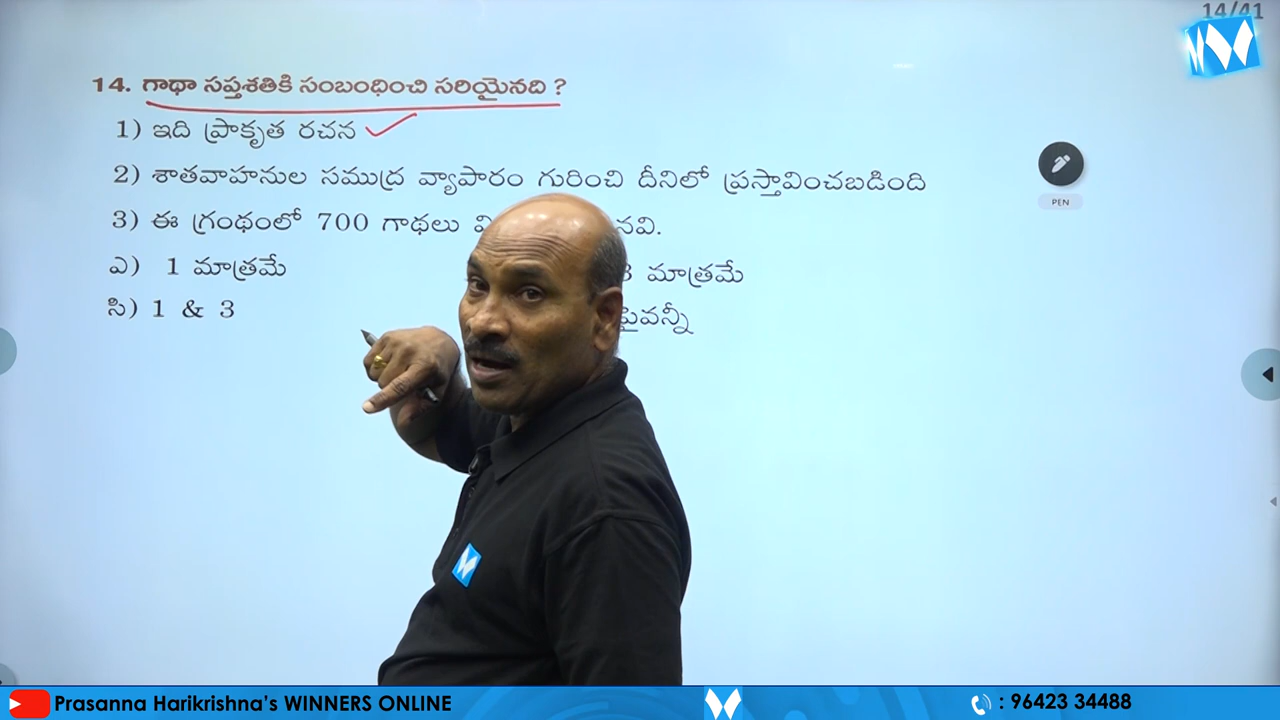 14/41
14. గాథా సప్తశతికి సంబంధించి సరియైనది ?
1) ఇది ప్రాకృత రచన
2) శాతవాహనుల సముద్ర వ్యాపారం గురించి దీనిలో ప్రస్తావించబడింది
3) ఈ గ్రంథంలో 700 గాథలు
ఎ) 1 మాత్రమే
3 మాత్రమే
సి) 1 & 3
పైవన్నీ
PEN
Prasanna Harikrishna's WINNERS ONLINE
: 96423 34488